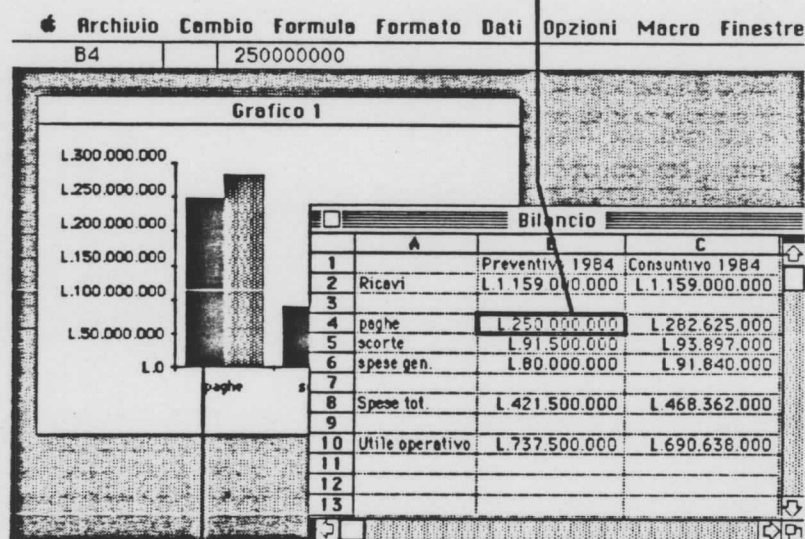 Archivio Cambio Formula Formato Dati Opzioni Macro Finestre
B4 250000000
Grafico 1
L.300.000.000
L.250.000.000
L.200.000.000
L.150.000.000
L.100.000.000
L.50.000.000
L.0
paghe s
Bilancio
A B C
1 Preventivo 1984 Consuntivo 1984
2 Ricavi L.1.159.000.000 L.1.159.000.000
3
4 paghe L.250.000.000 L.282.625.000
5 scorte L.91.500.000 L.93.897.000
6 spese gen. L.80.000.000 L.91.840.000
7
8 Spese tot. L.421.500.000 L.468.362.000
9
10 Utile operativo L.737.500.000 L.690.638.000
11
12
13